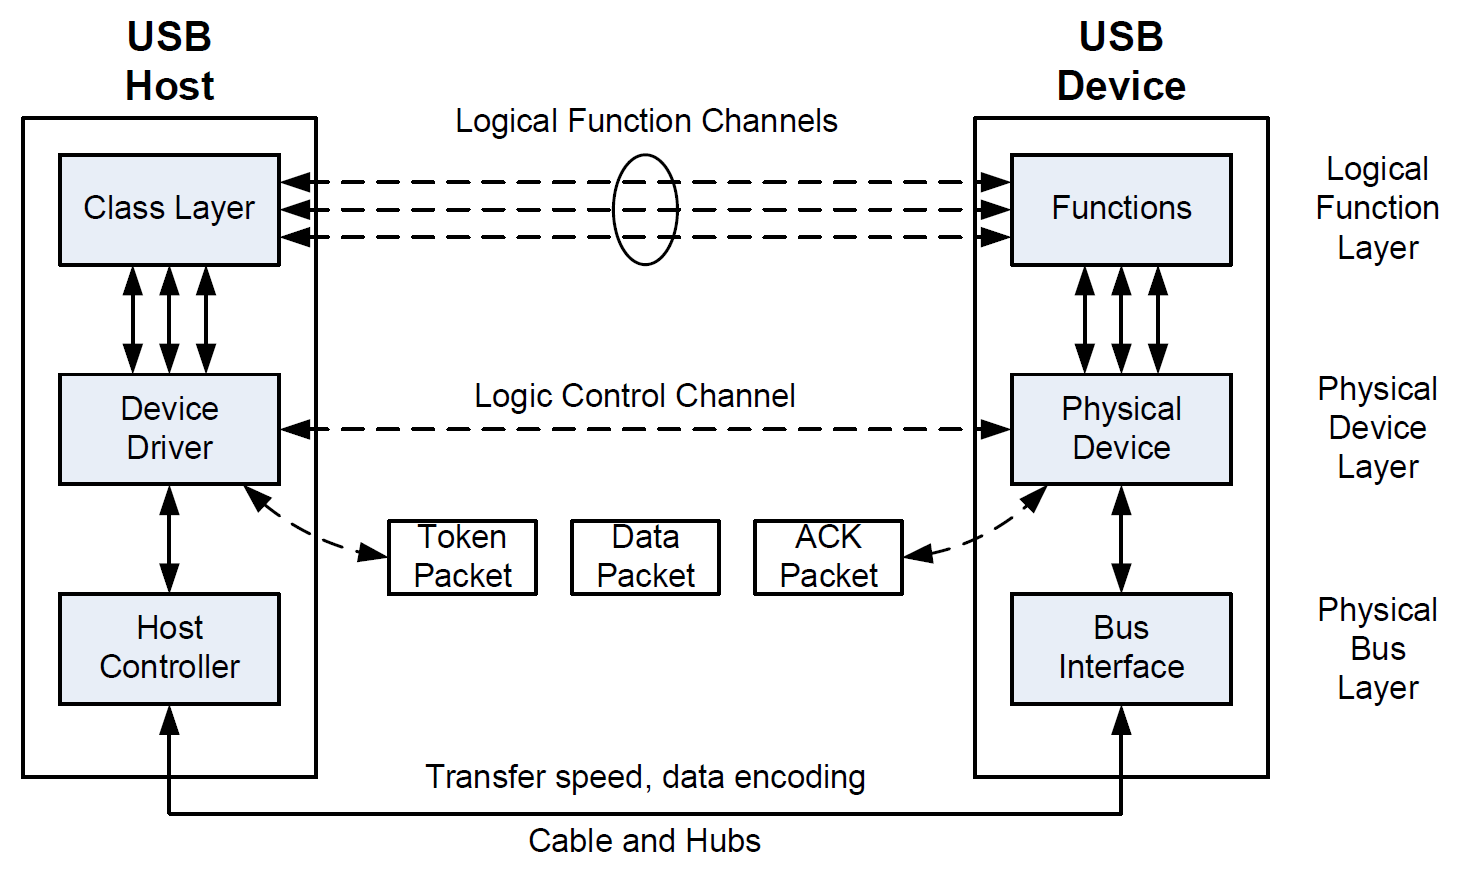 USB
Host
USB
Device
Logical Function Channels
Class Layer
Functions
Logical
Function
Layer
Logic Control Channel
Device
Driver
Physical
Device
Physical
Device
Layer
Token
Packet
Data
Packet
ACK
Packet
Host
Controller
Bus
Interface
Physical
Bus
Layer
Transfer speed, data encoding
Cable and Hubs